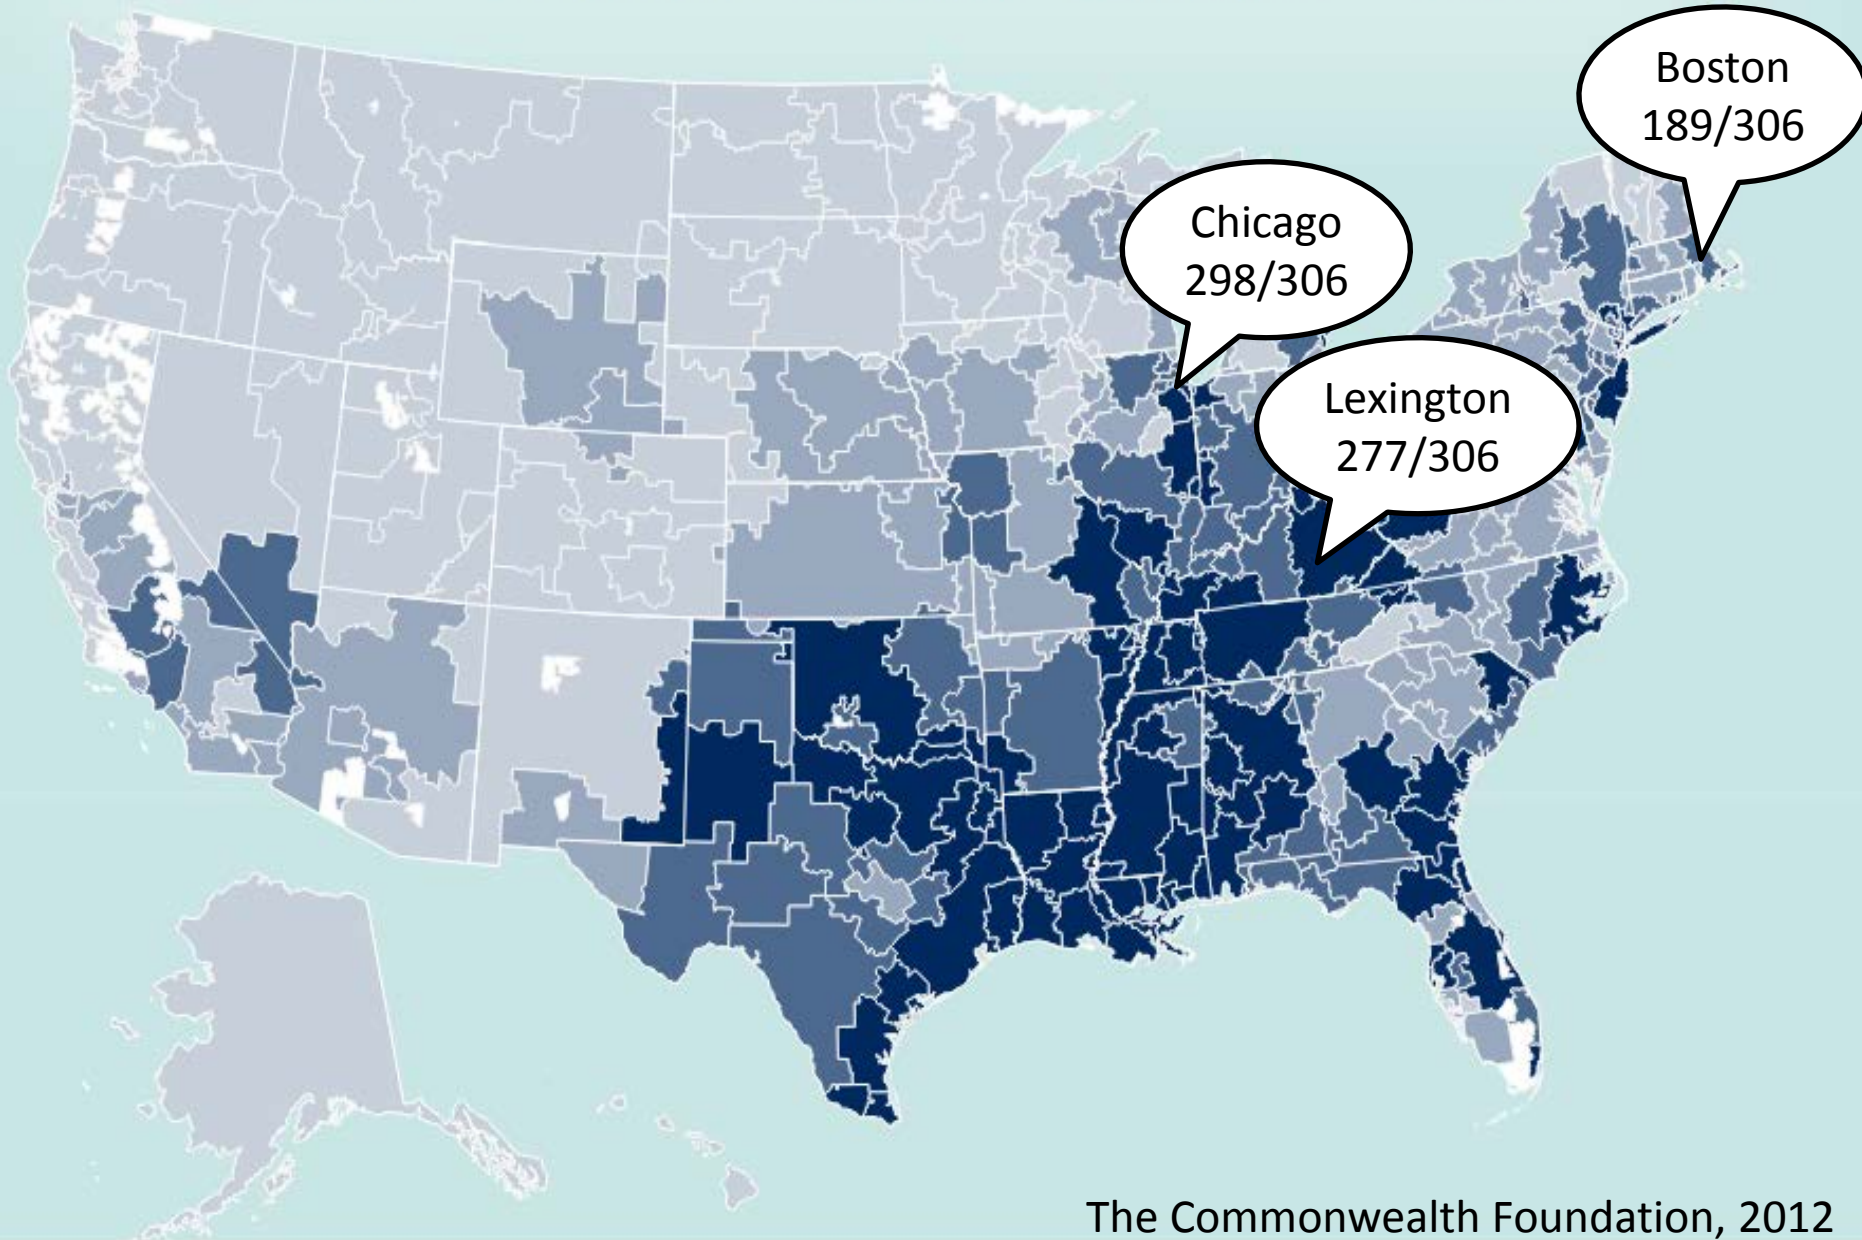 Boston
189/306
Chicago
298/306
Lexington
277/306
The Commonwealth Foundation, 2012